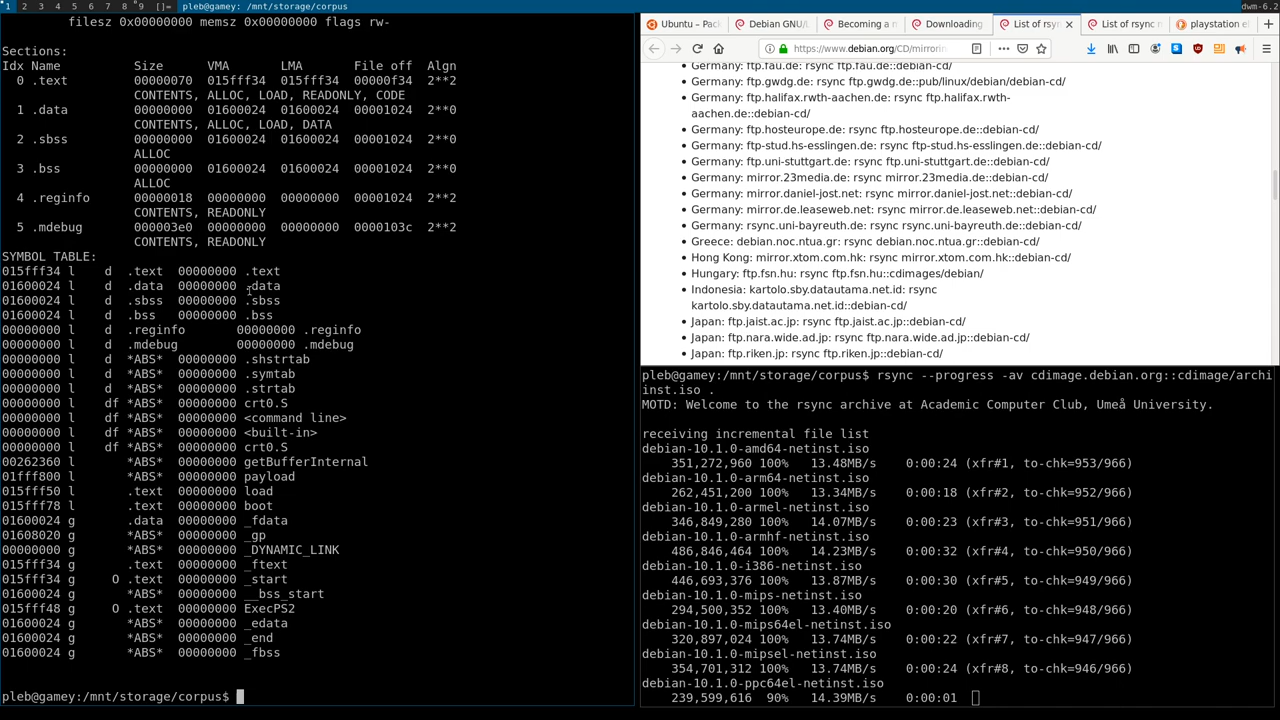 1 2 3 4 5 6 7 8 9 []= pleb@gamey: /mnt/storage/corpus dwm-6.2
filesz 0x00000000 memsz 0x00000000 flags rw-
Sections:
Idx Name Size VMA LMA File off Algn
0 .text 00000070 015fff34 015fff34 00000f34 2**2
CONTENTS, ALLOC, LOAD, READONLY, CODE
1 .data 00000000 01600024 01600024 00001024 2**0
CONTENTS, ALLOC, LOAD, DATA
2 .sbss 00000000 01600024 01600024 00001024 2**0
ALLOC
3 .bss 00000000 01600024 01600024 00001024 2**0
ALLOC
4 .reginfo 00000018 00000000 00000000 00001024 2**2
CONTENTS, READONLY
5 .mdebug 000003e0 00000000 00000000 0000103c 2**2
CONTENTS, READONLY
SYMBOL TABLE:
015fff34 l d .text 00000000 .text
01600024 l d .data 00000000 .data
01600024 l d .sbss 00000000 .sbss
01600024 l d .bss 00000000 .bss
00000000 l d .reginfo 00000000 .reginfo
00000000 l d .mdebug 00000000 .mdebug
00000000 l d *ABS* 00000000 .shstrtab
00000000 l d *ABS* 00000000 .symtab
00000000 l d *ABS* 00000000 .strtab
00000000 l df *ABS* 00000000 crt0.S
00000000 l df *ABS* 00000000 <command line>
00000000 l df *ABS* 00000000 <built-in>
00000000 l df *ABS* 00000000 crt0.S
00262360 l *ABS* 00000000 getBufferInternal
01fff800 l *ABS* 00000000 payload
015fff50 l .text 00000000 load
015fff78 l .text 00000000 boot
01600024 g .data 00000000 _fdata
01608020 g *ABS* 00000000 _gp
00000000 g *ABS* 00000000 _DYNAMIC_LINK
015fff34 g .text 00000000 _ftext
015fff34 g O .text 00000000 _start
01600024 g *ABS* 00000000 __bss_start
015fff48 g O .text 00000000 ExecPS2
01600024 g *ABS* 00000000 _edata
01600024 g *ABS* 00000000 _end
01600024 g *ABS* 00000000 _fbss
pleb@gamey:/mnt/storage/corpus$
Ubuntu – Pack Debian GNU/L Becoming a m Downloading List of rsy List of rsync r playstation e
https://www.debian.org/CD/mirrorin
Germany: ftp.fau.de: rsync ftp.fau.de::debian-cd/
Germany: ftp.gwdg.de: rsync ftp.gwdg.de::pub/linux/debian/debian-cd/
Germany: ftp.halifax.rwth-aachen.de: rsync ftp.halifax.rwth-
aachen.de::debian-cd/
Germany: ftp.hosteurope.de: rsync ftp.hosteurope.de::debian-cd/
Germany: ftp-stud.hs-esslingen.de: rsync ftp-stud.hs-esslingen.de::debian-cd/
Germany: ftp.uni-stuttgart.de: rsync ftp.uni-stuttgart.de::debian-cd/
Germany: mirror.23media.de: rsync mirror.23media.de::debian-cd/
Germany: mirror.daniel-jost.net: rsync mirror.daniel-jost.net::debian-cd/
Germany: mirror.de.leaseweb.net: rsync mirror.de.leaseweb.net::debian-cd/
Germany: rsync.uni-bayreuth.de: rsync rsync.uni-bayreuth.de::debian-cd/
Greece: debian.noc.ntua.gr: rsync debian.noc.ntua.gr::debian-cd/
Hong Kong: mirror.xtom.com.hk: rsync mirror.xtom.com.hk::debian-cd/
Hungary: ftp.fsn.hu: rsync ftp.fsn.hu::cdimages/debian/
Indonesia: kartolo.sby.datautama.net.id: rsync
kartolo.sby.datautama.net.id::debian-cd/
Japan: ftp.jaist.ac.jp: rsync ftp.jaist.ac.jp::debian-cd/
Japan: ftp.nara.wide.ad.jp: rsync ftp.nara.wide.ad.jp::debian-cd/
Japan: ftp.riken.jp: rsync ftp.riken.jp::debian-cd/
pleb@gamey:/mnt/storage/corpus$ rsync --progress -av cdimage.debian.org::cdimage/archi
inst.iso .
MOTD: Welcome to the rsync archive at Academic Computer Club, Umeå University.
receiving incremental file list
debian-10.1.0-amd64-netinst.iso
351,272,960 100% 13.48MB/s 0:00:24 (xfr#1, to-chk=953/966)
debian-10.1.0-arm64-netinst.iso
262,451,200 100% 13.34MB/s 0:00:18 (xfr#2, to-chk=952/966)
debian-10.1.0-armel-netinst.iso
346,849,280 100% 14.07MB/s 0:00:23 (xfr#3, to-chk=951/966)
debian-10.1.0-armhf-netinst.iso
486,846,464 100% 14.23MB/s 0:00:32 (xfr#4, to-chk=950/966)
debian-10.1.0-i386-netinst.iso
446,693,376 100% 13.87MB/s 0:00:30 (xfr#5, to-chk=949/966)
debian-10.1.0-mips-netinst.iso
294,500,352 100% 13.40MB/s 0:00:20 (xfr#6, to-chk=948/966)
debian-10.1.0-mips64el-netinst.iso
320,897,024 100% 13.74MB/s 0:00:22 (xfr#7, to-chk=947/966)
debian-10.1.0-mipsel-netinst.iso
354,701,312 100% 13.74MB/s 0:00:24 (xfr#8, to-chk=946/966)
debian-10.1.0-ppc64el-netinst.iso
239,599,616 90% 14.39MB/s 0:00:01